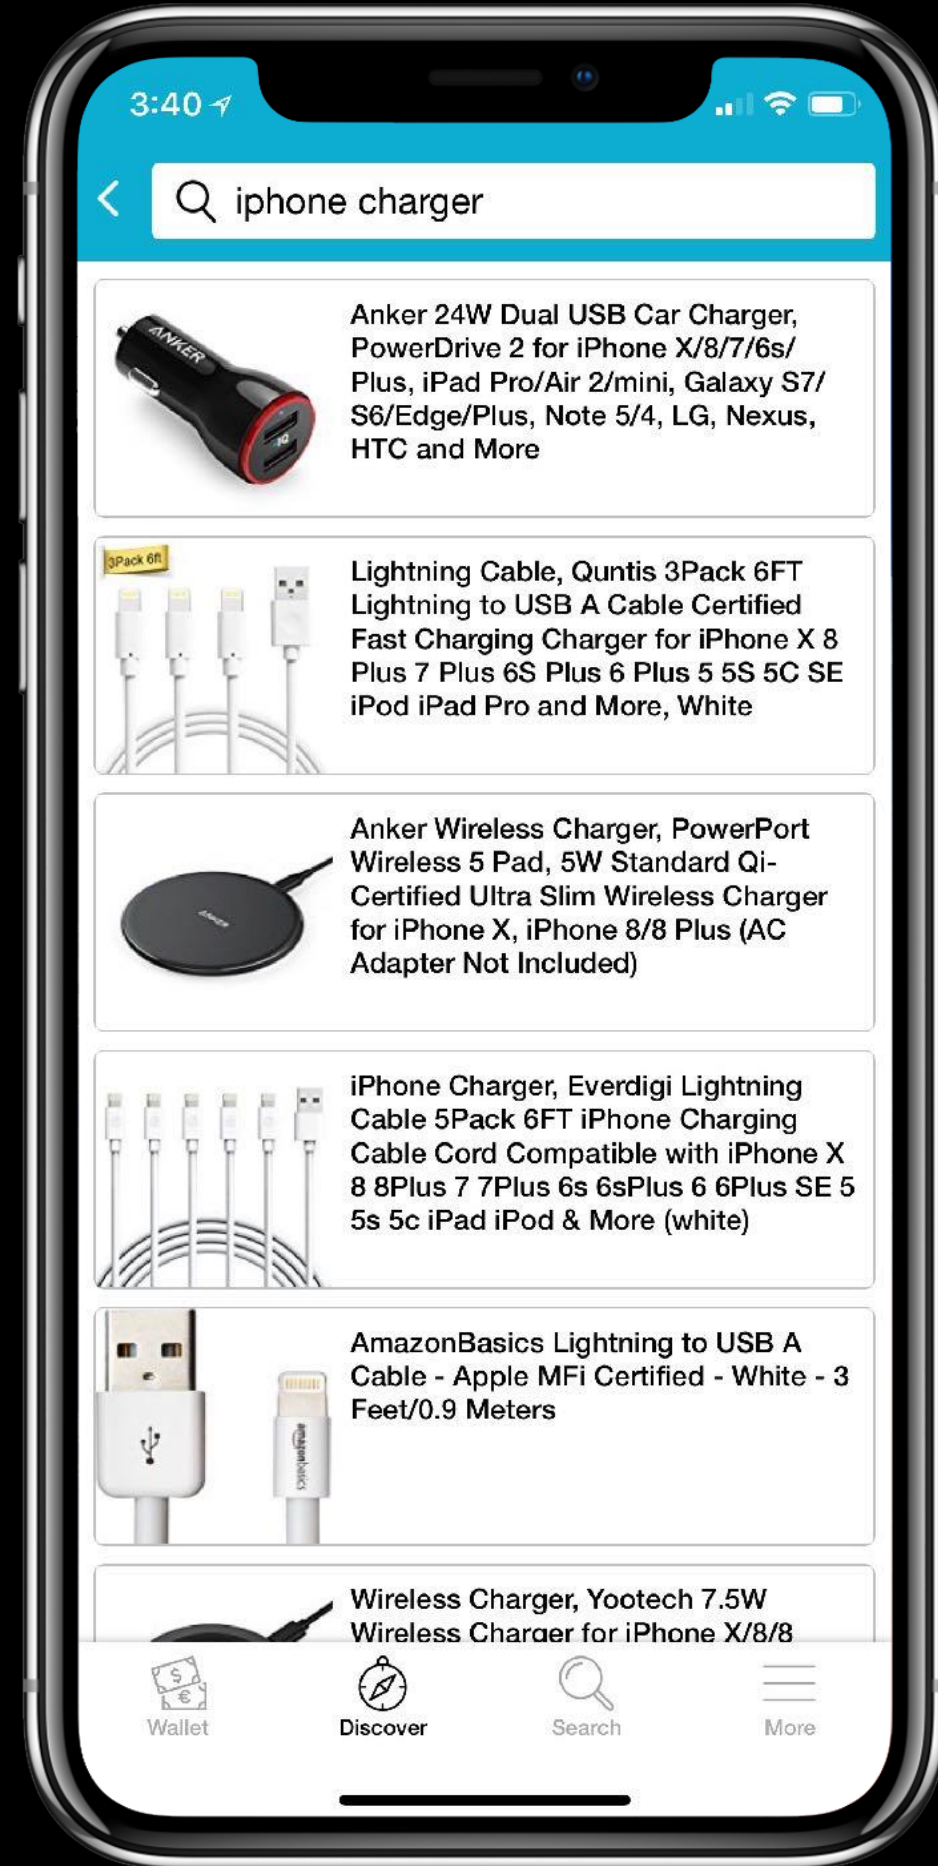 3:40
iphone charger
ANKER
IQ
Anker 24W Dual USB Car Charger,
PowerDrive 2 for iPhone X/8/7/6s/
Plus, iPad Pro/Air 2/mini, Galaxy S7/
S6/Edge/Plus, Note 5/4, LG, Nexus,
HTC and More
3Pack 6ft
Lightning Cable, Quntis 3Pack 6FT
Lightning to USB A Cable Certified
Fast Charging Charger for iPhone X 8
Plus 7 Plus 6S Plus 6 Plus 5 5S 5C SE
iPod iPad Pro and More, White
ANKER
Anker Wireless Charger, PowerPort
Wireless 5 Pad, 5W Standard Qi-
Certified Ultra Slim Wireless Charger
for iPhone X, iPhone 8/8 Plus (AC
Adapter Not Included)
iPhone Charger, Everdigi Lightning
Cable 5Pack 6FT iPhone Charging
Cable Cord Compatible with iPhone X
8 8Plus 7 7Plus 6s 6sPlus 6 6Plus SE 5
5s 5c iPad iPod & More (white)
amazonbasics
AmazonBasics Lightning to USB A
Cable - Apple MFi Certified - White - 3
Feet/0.9 Meters
Wireless Charger, Yootech 7.5W
Wireless Charger for iPhone X/8/8
$
€
Wallet
Discover
Search
More